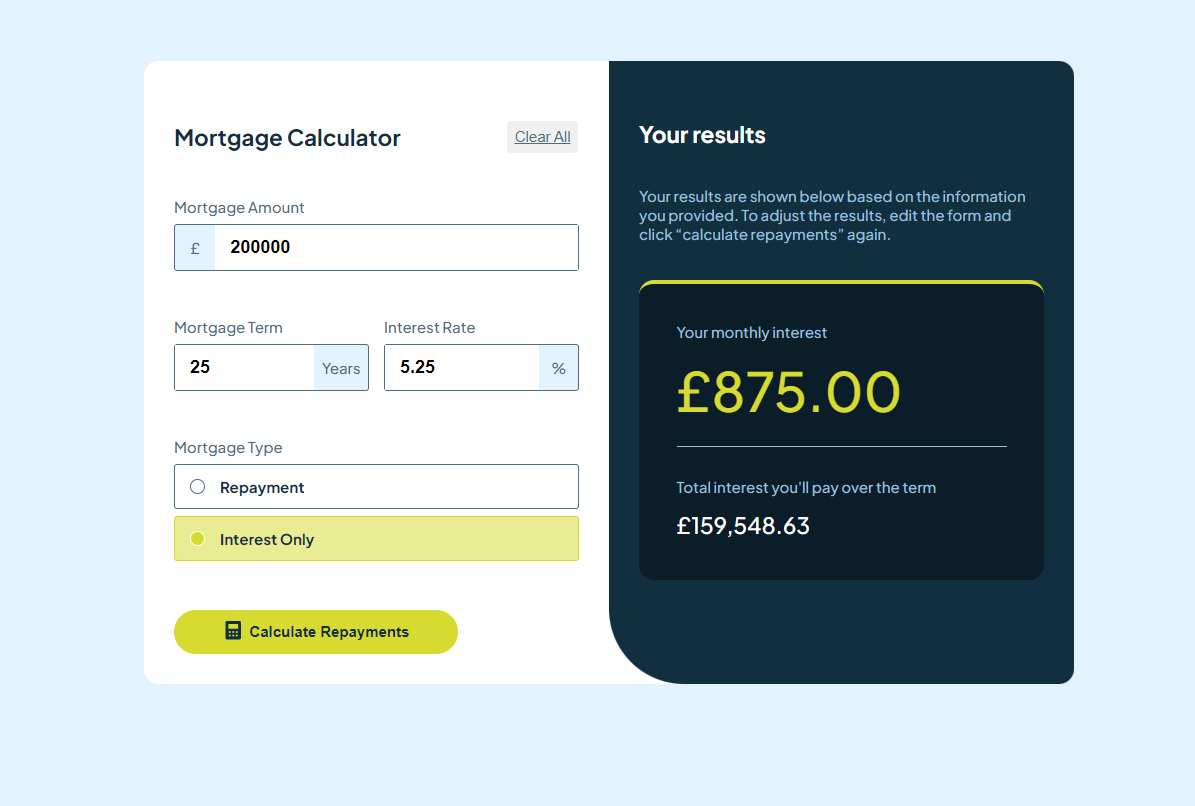 Mortgage Calculator
Clear All
Mortgage Amount
£
200000
Mortgage Term
Interest Rate
25
Years
5.25
%
Mortgage Type
Repayment
Interest Only
Calculate Repayments
Your results
Your results are shown below based on the information
you provided. To adjust the results, edit the form and
click “calculate repayments” again.
Your monthly interest
£875.00
Total interest you'll pay over the term
£159,548.63